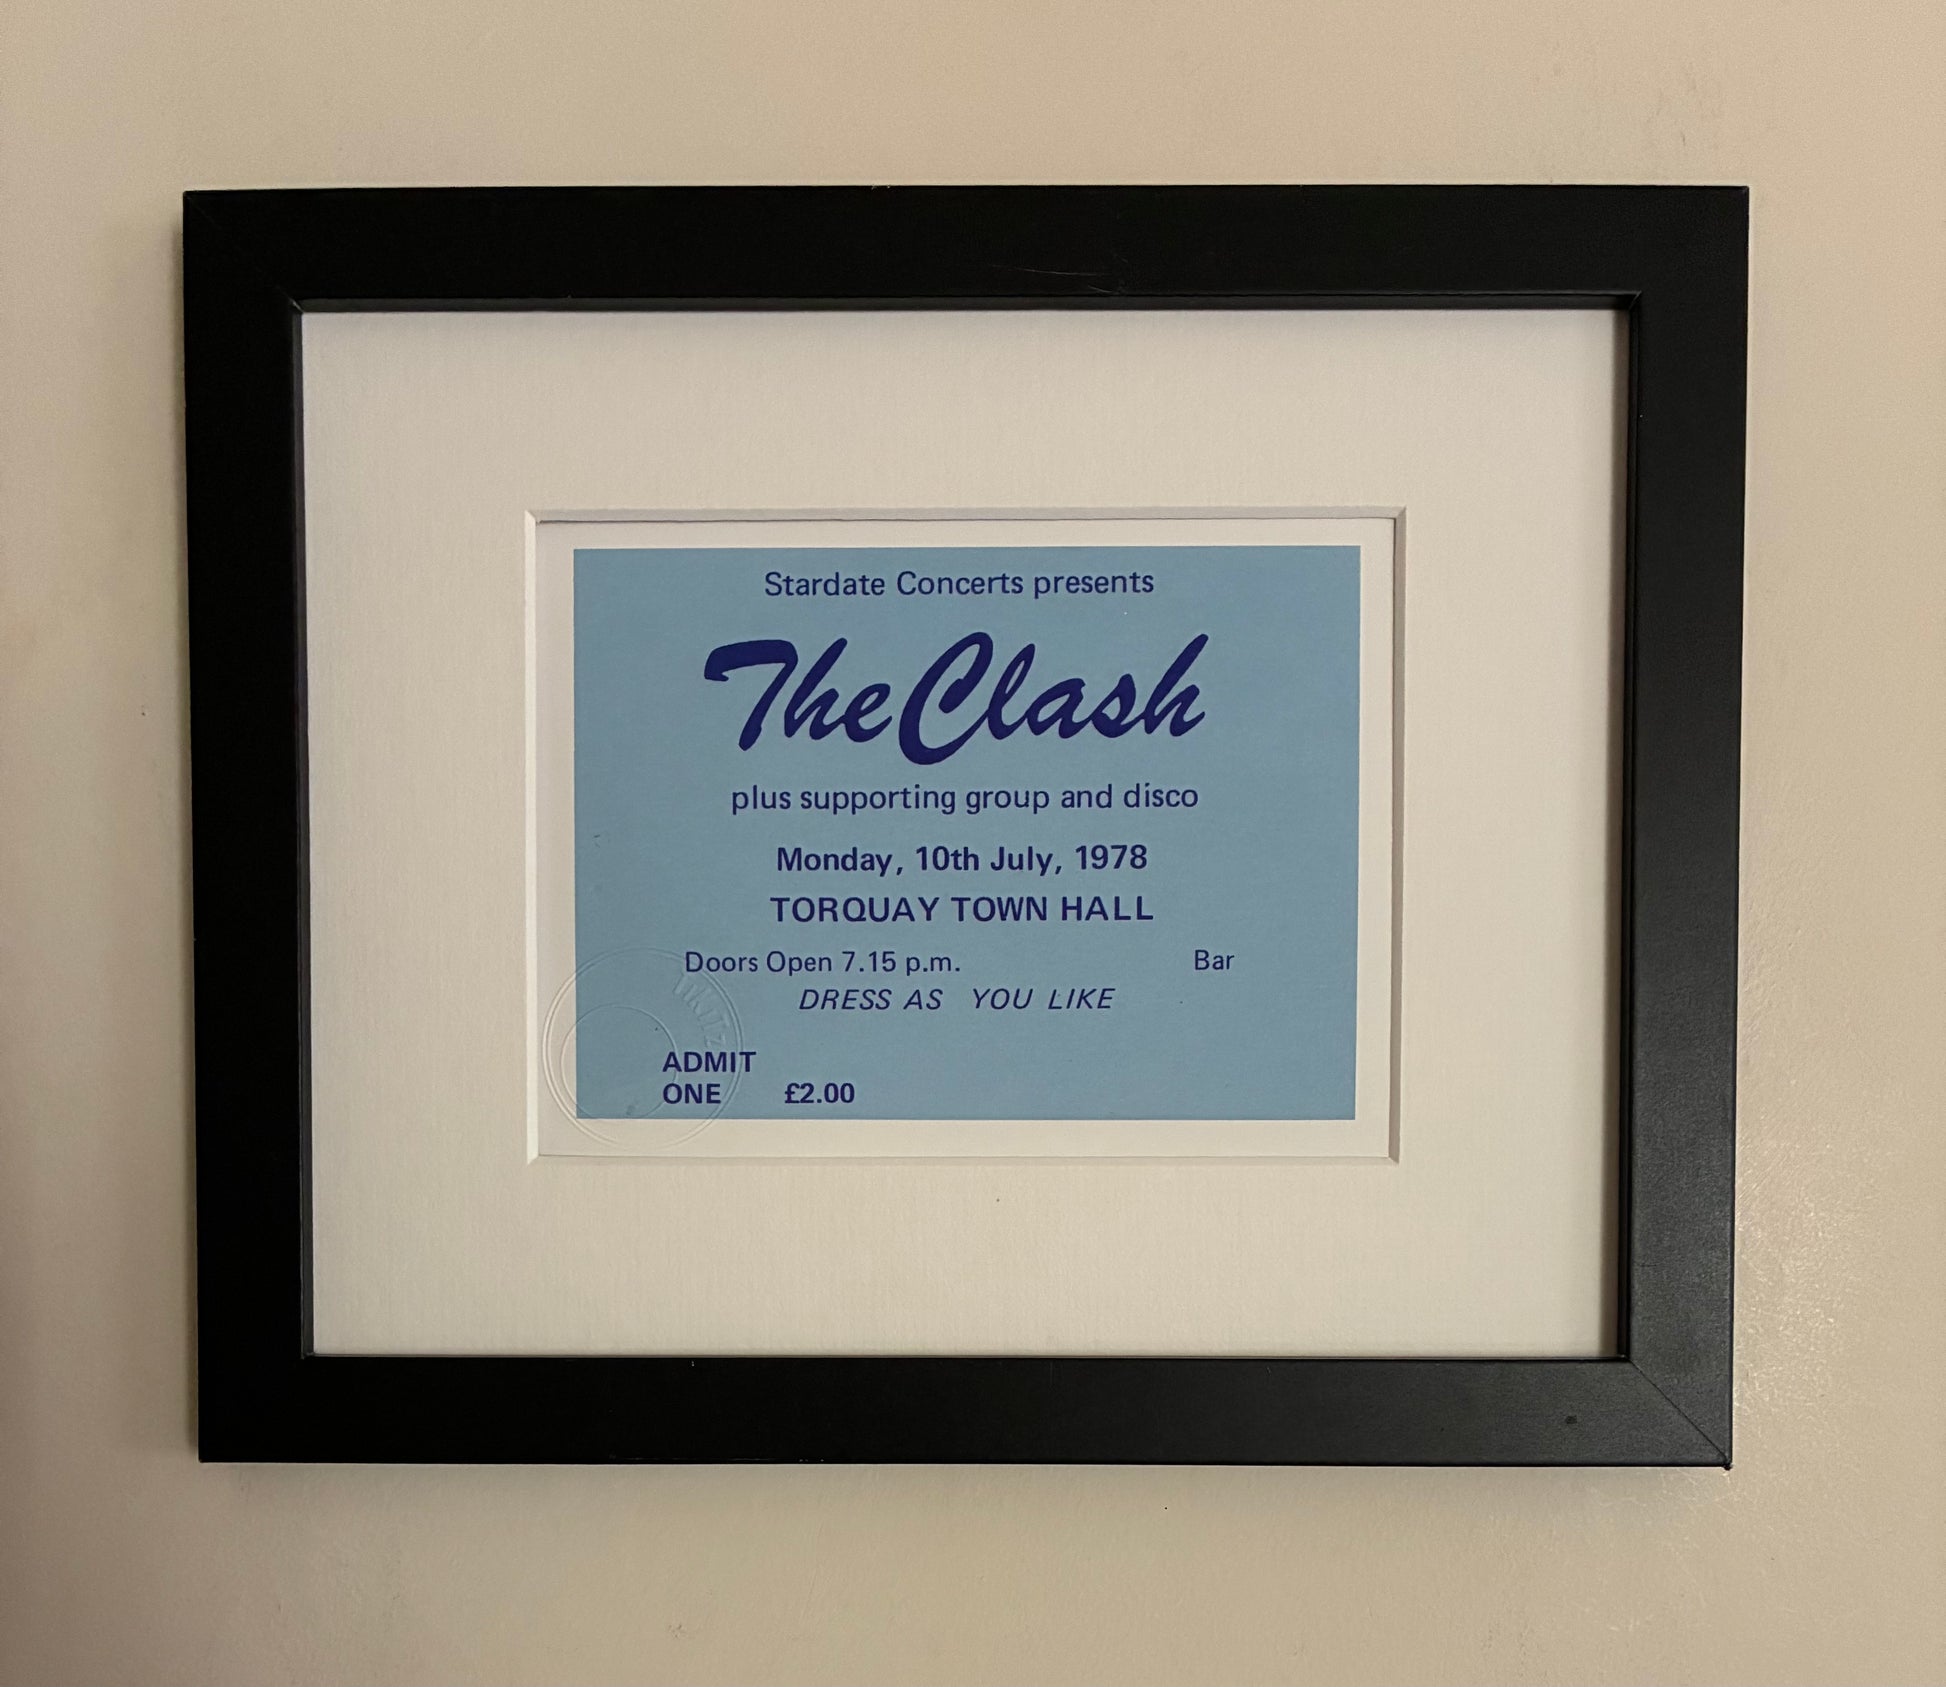 Stardate Concerts presents
The Clash
plus supporting group and disco
Monday, 10th July, 1978
TORQUAY TOWN HALL
Doors Open 7.15 p.m. Bar
DRESS AS YOU LIKE
ADMIT
ONE £2.00